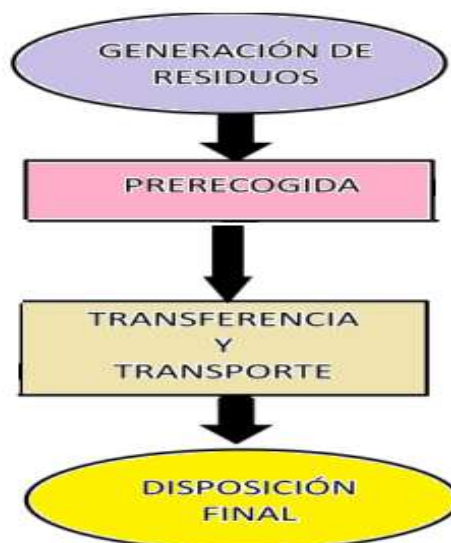 GENERACIÓN DE
RESIDUOS
PRERECOGIDA
TRANSFERENCIA
Y
TRANSPORTE
DISPOSICIÓN
FINAL